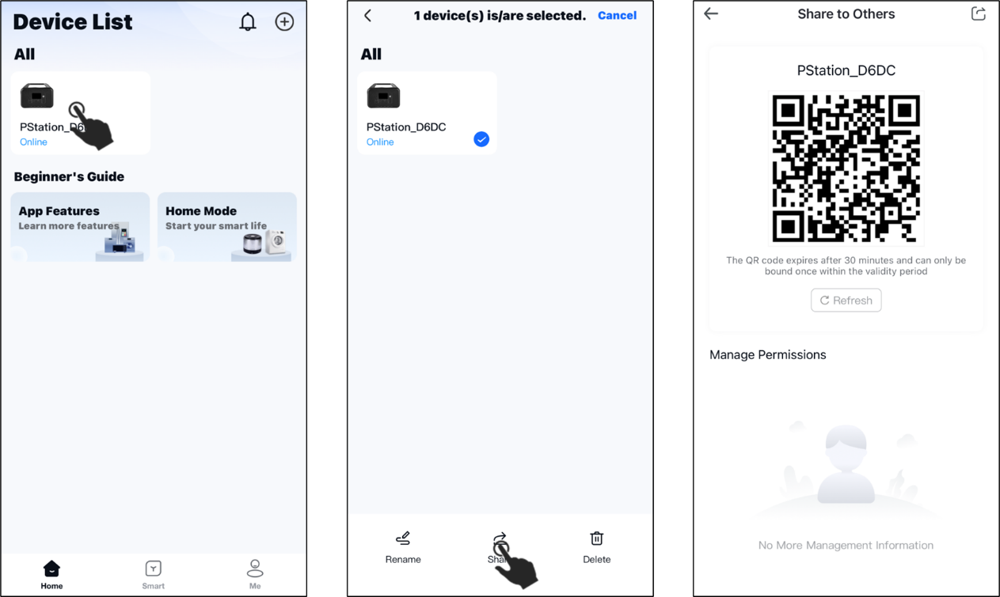 Device List
All
PStation_D6
Online
Beginner's Guide
App Features
Learn more features
Home Mode
Start your smart life
Home
Smart
Me
1 device(s) is/are selected.
Cancel
All
PStation_D6DC
Online
Rename
Shar
Delete
Share to Others
PStation_D6DC
The QR code expires after 30 minutes and can only be
bound once within the validity period
Refresh
Manage Permissions
No More Management Information